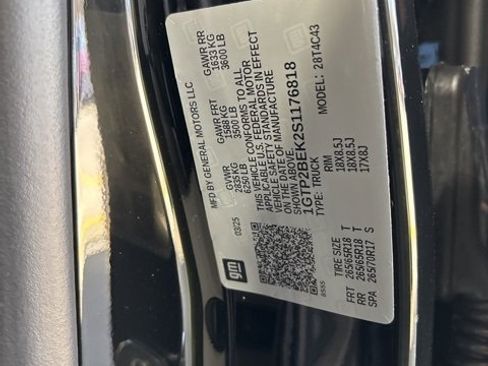 MFD BY GENERAL MOTORS LLC
03/25 GVWR GAWR FRT GAWR RR
2835 KG 1588 KG 1633 KG
6250 LB 3500 LB 3600 LB
THIS VEHICLE CONFORMS TO ALL
APPLICABLE U.S. FEDERAL MOTOR
VEHICLE SAFETY STANDARDS IN EFFECT
ON THE DATE OF MANUFACTURE
SHOWN ABOVE.
1GTP2BEK2S1176818
TYPE: TRUCK MODEL: 28T4C43
gm
TIRE SIZE RIM
FRT 265/65R18 T 18X8.5J
RR 265/65R18 T 18X8.5J
SPA 265/70R17 S 17X8J